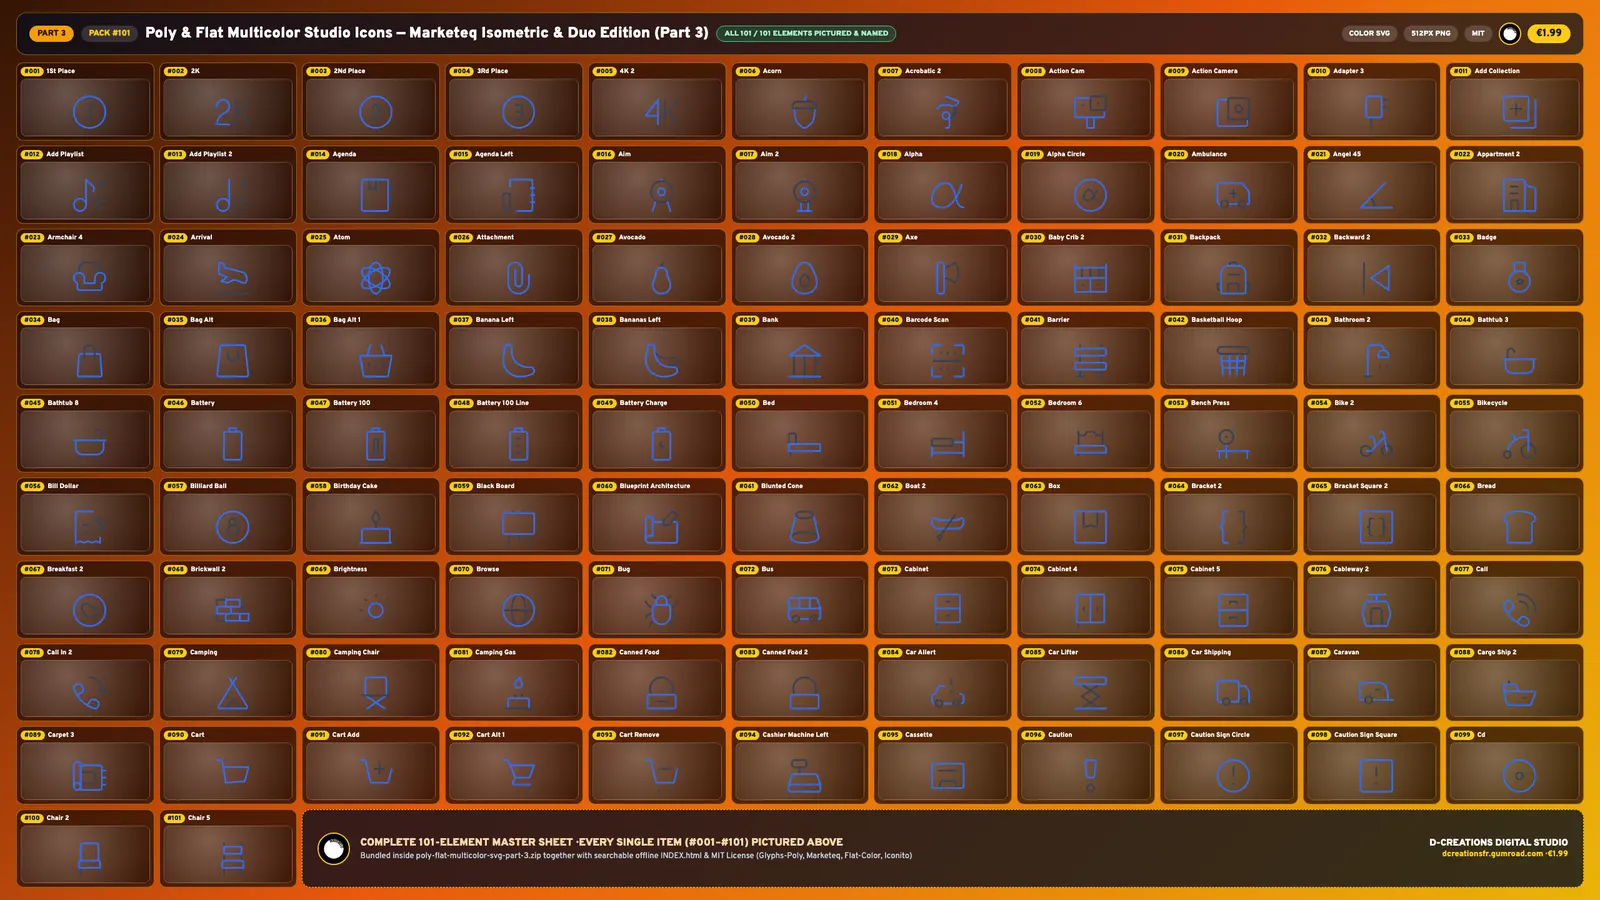 PART 3 PACK #101 Poly & Flat Multicolor Studio Icons — Marketeq Isometric & Duo Edition (Part 3) ALL 101 / 101 ELEMENTS PICTURED & NAMED COLOR SVG 512PX PNG MIT €1.99
#001 1St Place #002 2K #003 2Nd Place #004 3Rd Place #005 4K 2 #006 Acorn #007 Acrobatic 2 #008 Action Cam #009 Action Camera #010 Adapter 3 #011 Add Collection
#012 Add Playlist #013 Add Playlist 2 #014 Agenda #015 Agenda Left #016 Aim #017 Aim 2 #018 Alpha #019 Alpha Circle #020 Ambulance #021 Angel 45 #022 Appartment 2
#023 Armchair 4 #024 Arrival #025 Atom #026 Attachment #027 Avocado #028 Avocado 2 #029 Axe #030 Baby Crib 2 #031 Backpack #032 Backward 2 #033 Badge
#034 Bag #035 Bag Alt #036 Bag Alt 1 #037 Banana Left #038 Bananas Left #039 Bank #040 Barcode Scan #041 Barrier #042 Basketball Hoop #043 Bathroom 2 #044 Bathtub 3
#045 Bathtub 8 #046 Battery #047 Battery 100 #048 Battery 100 Line #049 Battery Charge #050 Bed #051 Bedroom 4 #052 Bedroom 6 #053 Bench Press #054 Bike 2 #055 Bikecycle
#056 Bill Dollar #057 Billiard Ball #058 Birthday Cake #059 Black Board #060 Blueprint Architecture #061 Blunted Cone #062 Boat 2 #063 Box #064 Bracket 2 #065 Bracket Square 2 #066 Bread
#067 Breakfast 2 #068 Brickwall 2 #069 Brightness #070 Browse #071 Bug #072 Bus #073 Cabinet #074 Cabinet 4 #075 Cabinet 5 #076 Cableway 2 #077 Call
#078 Call In 2 #079 Camping #080 Camping Chair #081 Camping Gas #082 Canned Food #083 Canned Food 2 #084 Car Allert #085 Car Lifter #086 Car Shipping #087 Caravan #088 Cargo Ship 2
#089 Carpet 3 #090 Cart #091 Cart Add #092 Cart Alt 1 #093 Cart Remove #094 Cashier Machine Left #095 Cassette #096 Caution #097 Caution Sign Circle #098 Caution Sign Square #099 Cd
#100 Chair 2 #101 Chair 5
COMPLETE 101-ELEMENT MASTER SHEET · EVERY SINGLE ITEM (#001–#101) PICTURED ABOVE
Bundled inside poly-flat-multicolor-svg-part-3.zip together with searchable offline INDEX.html & MIT License (Glyphs-Poly, Marketeq, Flat-Color, Iconito)
D-CREATIONS DIGITAL STUDIO
dcreationsfr.gumroad.com · €1.99